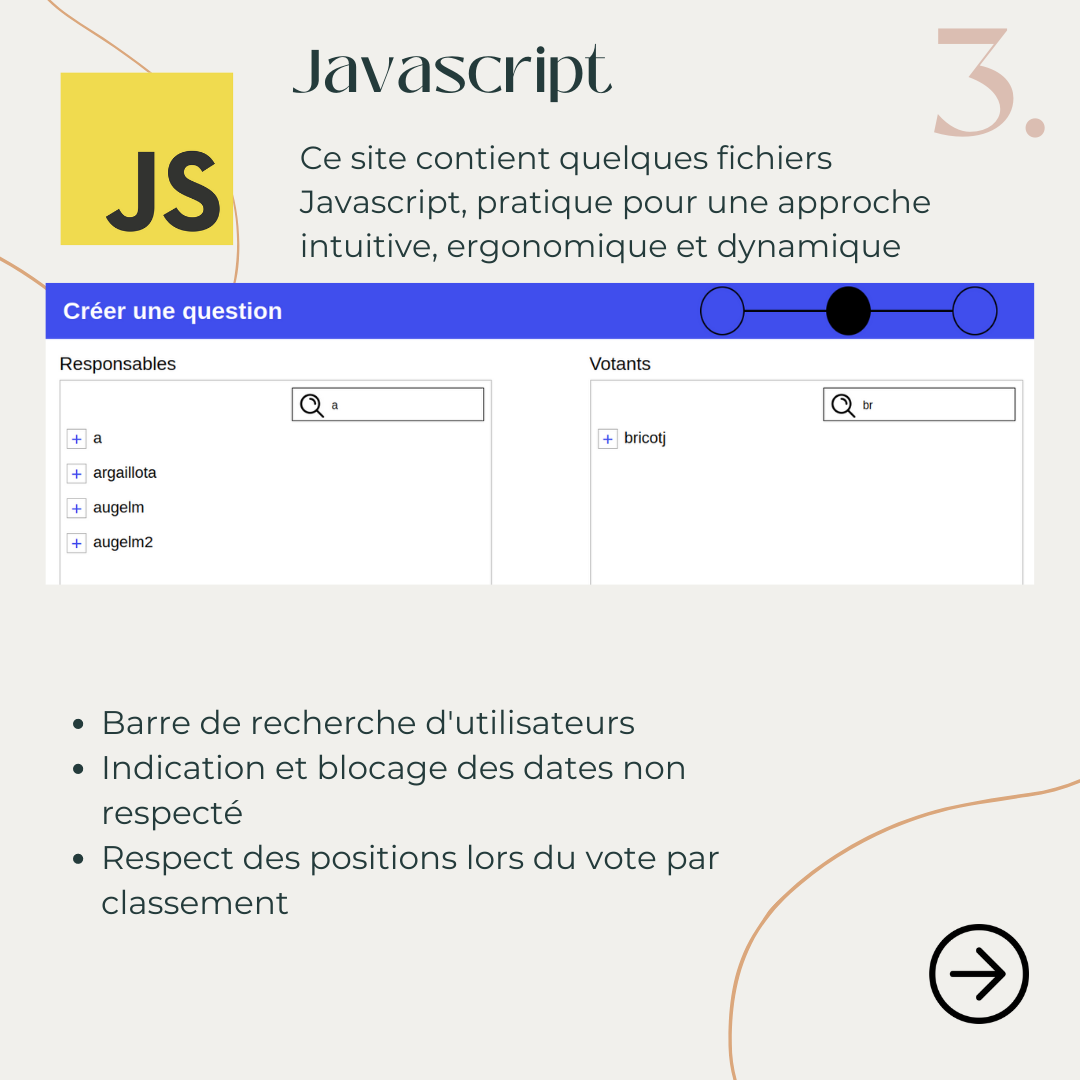 Javascript
3.
JS
Ce site contient quelques fichiers
Javascript, pratique pour une approche
intuitive, ergonomique et dynamique
Créer une question
Responsables
a
+ a
+ argaillota
+ augelm
+ augelm2
Votants
br
+ bricotj
• Barre de recherche d'utilisateurs
• Indication et blocage des dates non
respecté
• Respect des positions lors du vote par
classement